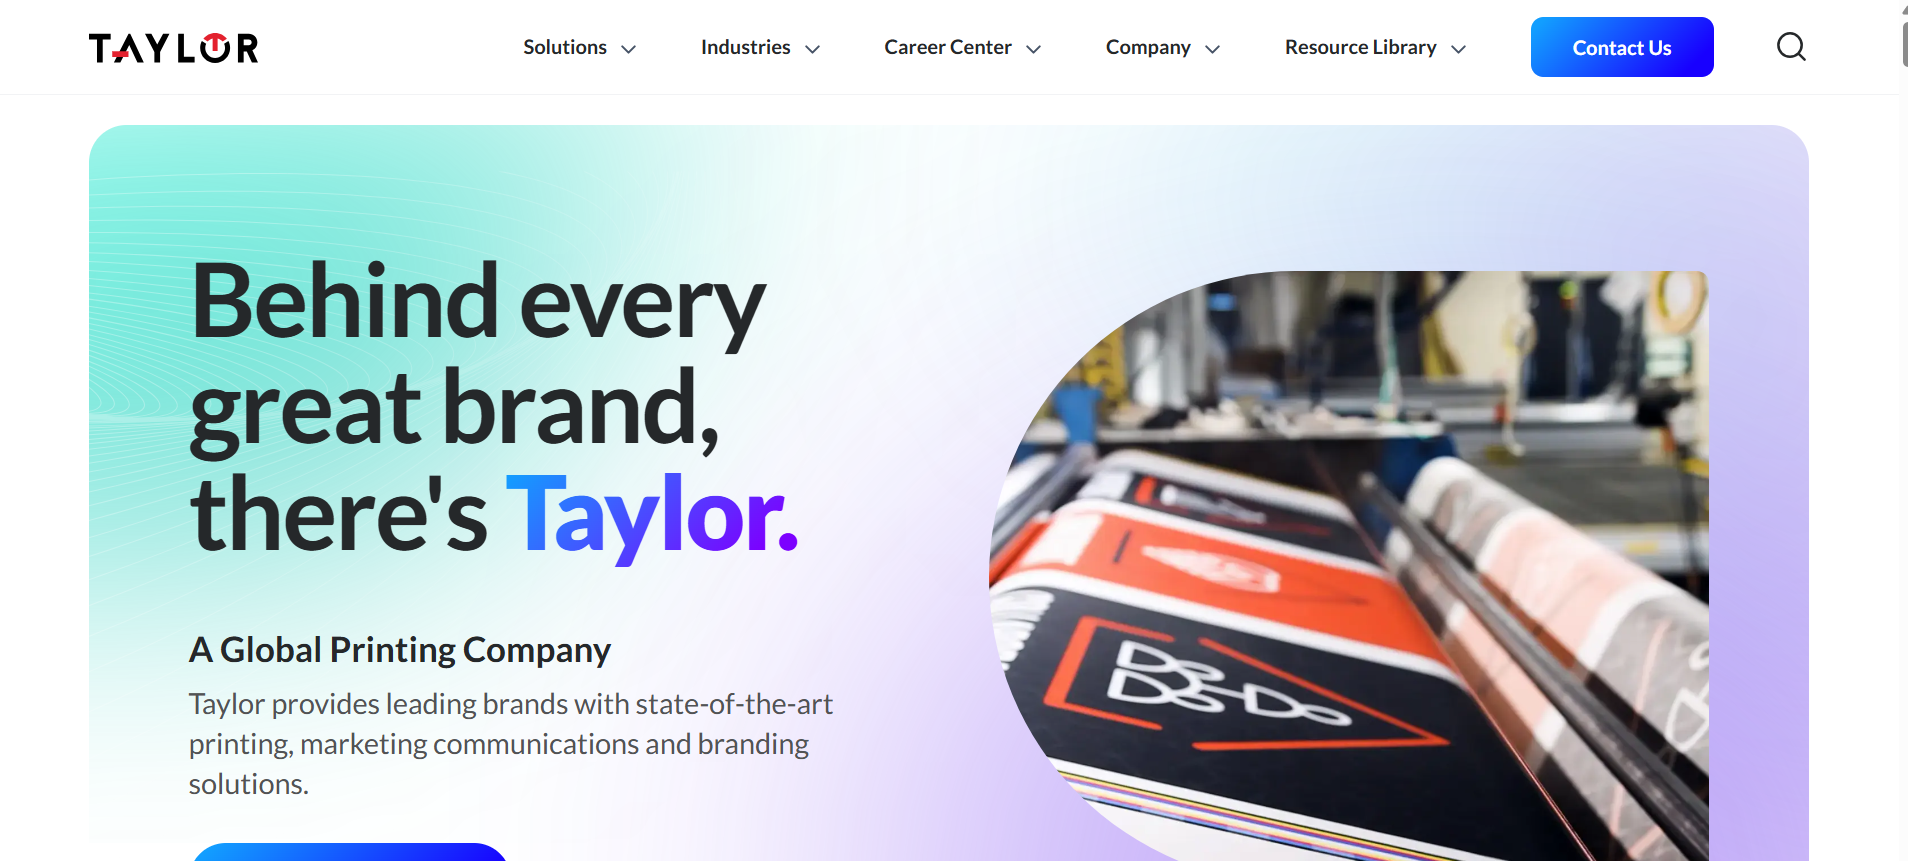 TAYLOR
Solutions
Industries
Career Center
Company
Resource Library
Contact Us
Behind every
great brand,
there's Taylor.
A Global Printing Company
Taylor provides leading brands with state-of-the-art
printing, marketing communications and branding
solutions.